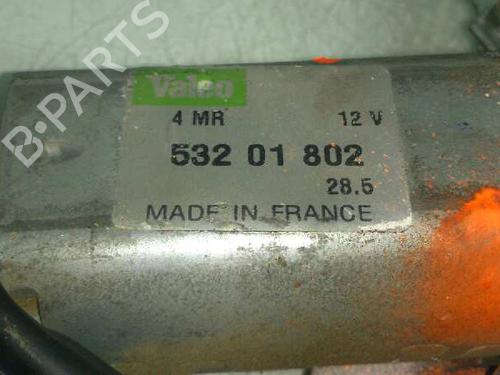 B-PARTS
Valeo
4 MR 12 V
532 01 802
28.5
MADE IN FRANCE